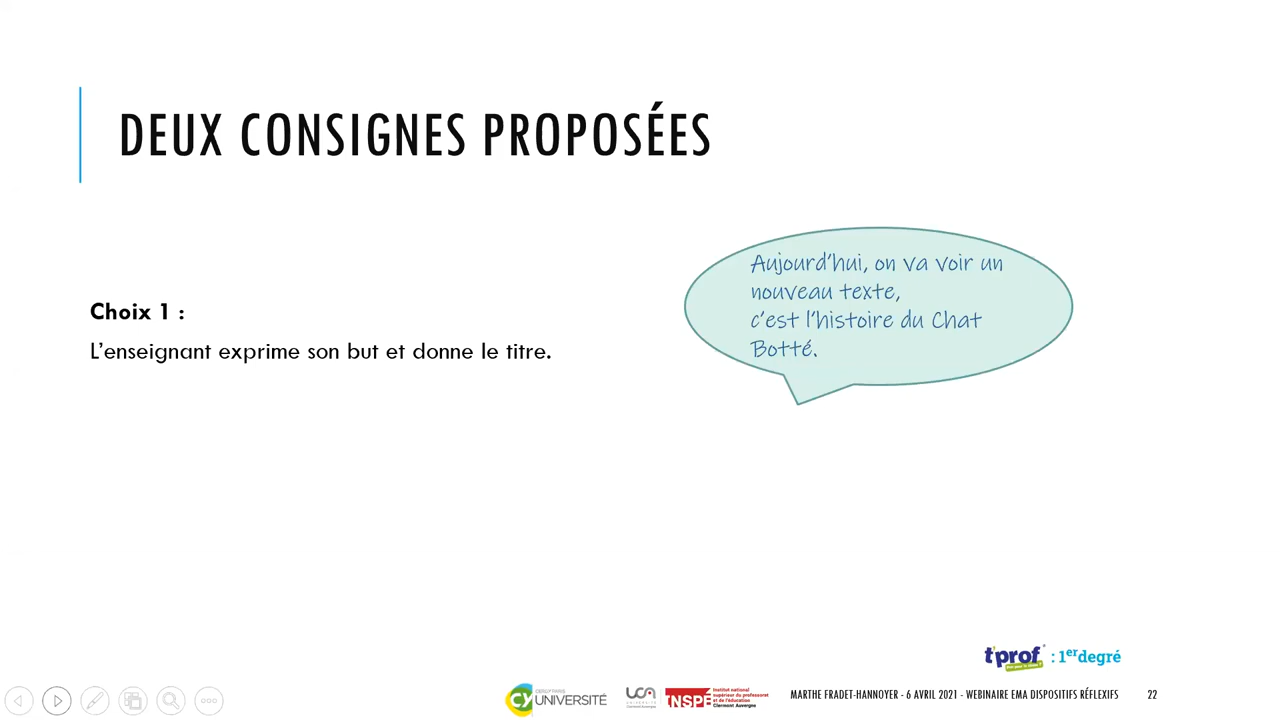 DEUX CONSIGNES PROPOSÉES
Aujourd'hui, on va voir un
nouveau texte,
c'est l'histoire du Chat
Botté.
Choix 1 :
L'enseignant exprime son but et donne le titre.
t'prof : 1er degré
CY CERGY PARIS UNIVERSITÉ
UCA UNIVERSITÉ Clermont Auvergne
INSPÉ Institut national supérieur du professorat et de l'éducation Clermont Auvergne
MARTHE FRADET-HANNOYER - 6 AVRIL 2021 - WEBINAIRE EMA DISPOSITIFS RÉFLEXIFS
22